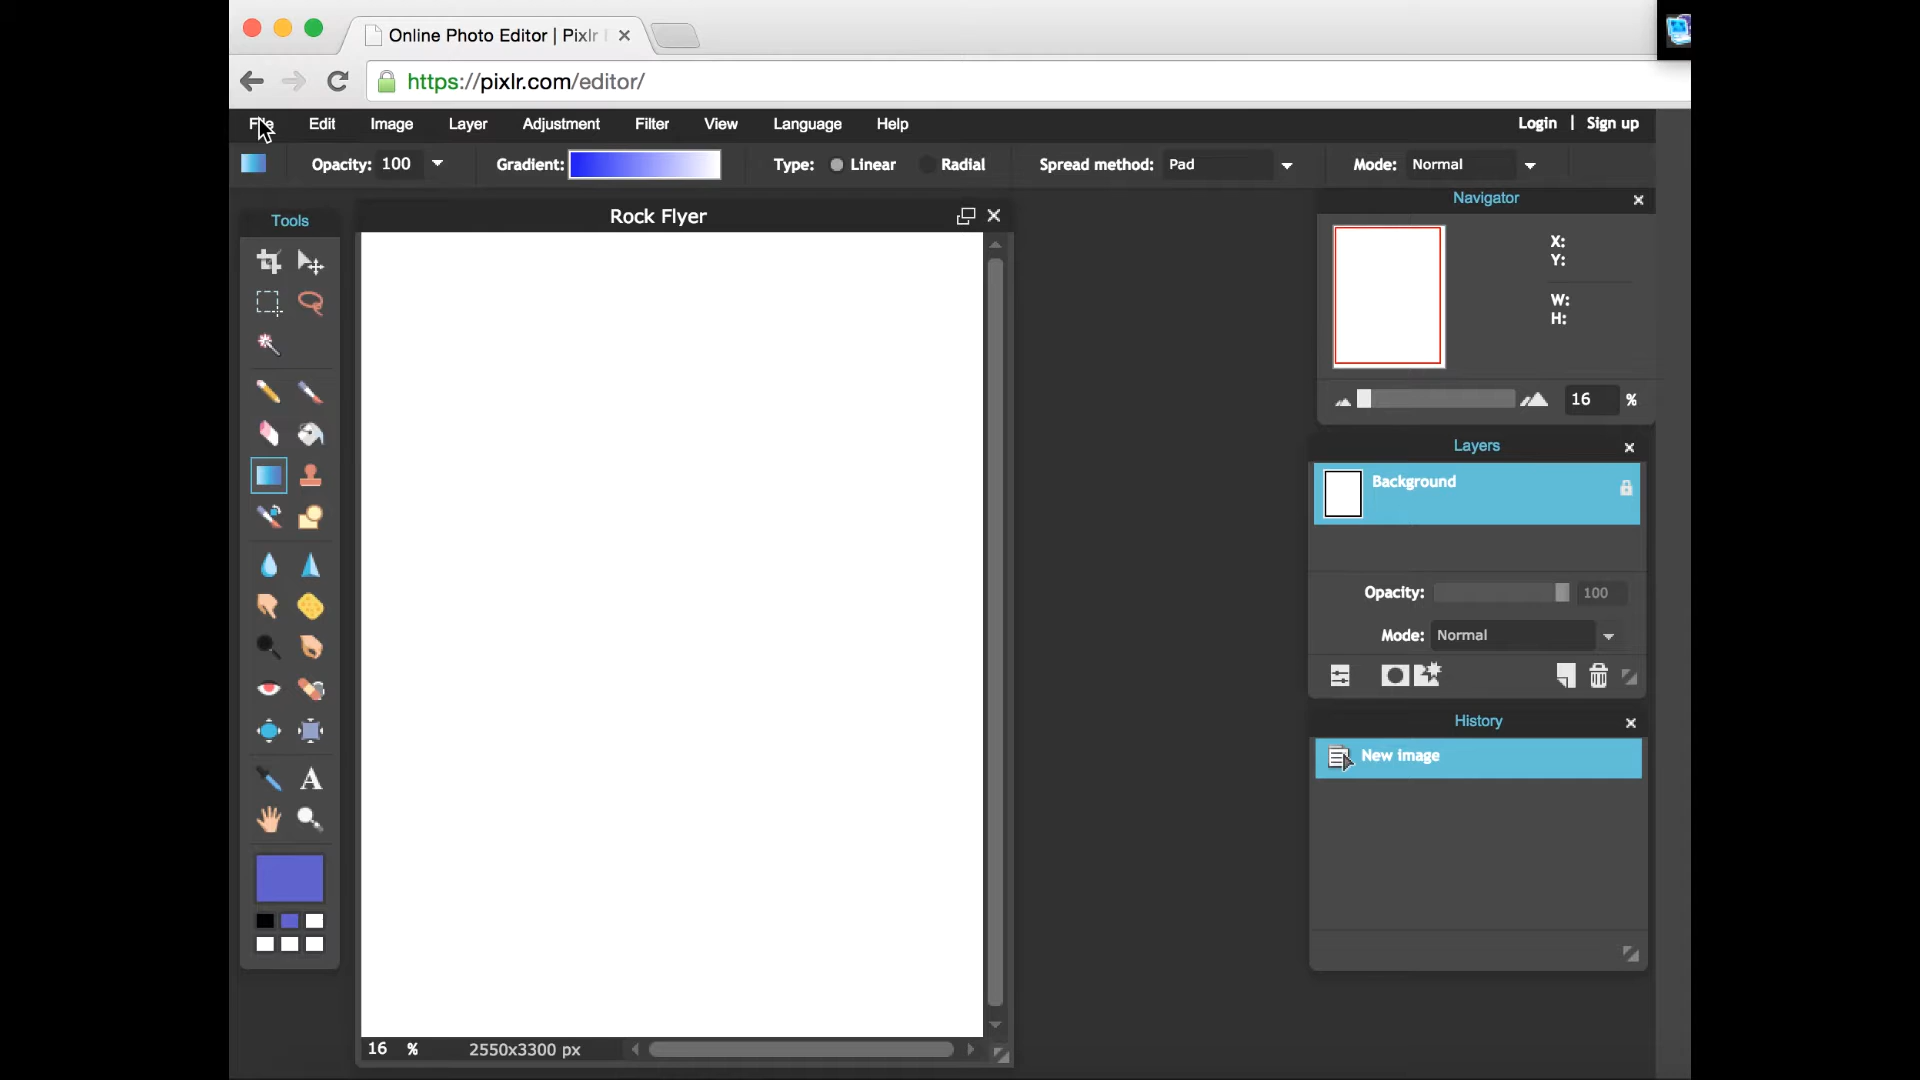 Online Photo Editor | Pixlr
https://pixlr.com/editor/
File Edit Image Layer Adjustment Filter View Language Help Login | Sign up
Opacity: 100 Gradient: Type: Linear Radial Spread method: Pad Mode: Normal
Tools
Rock Flyer
Navigator
X:
Y:
W:
H:
16 %
Layers
Background
Opacity: 100
Mode: Normal
History
New image
A
16 % 2550x3300 px